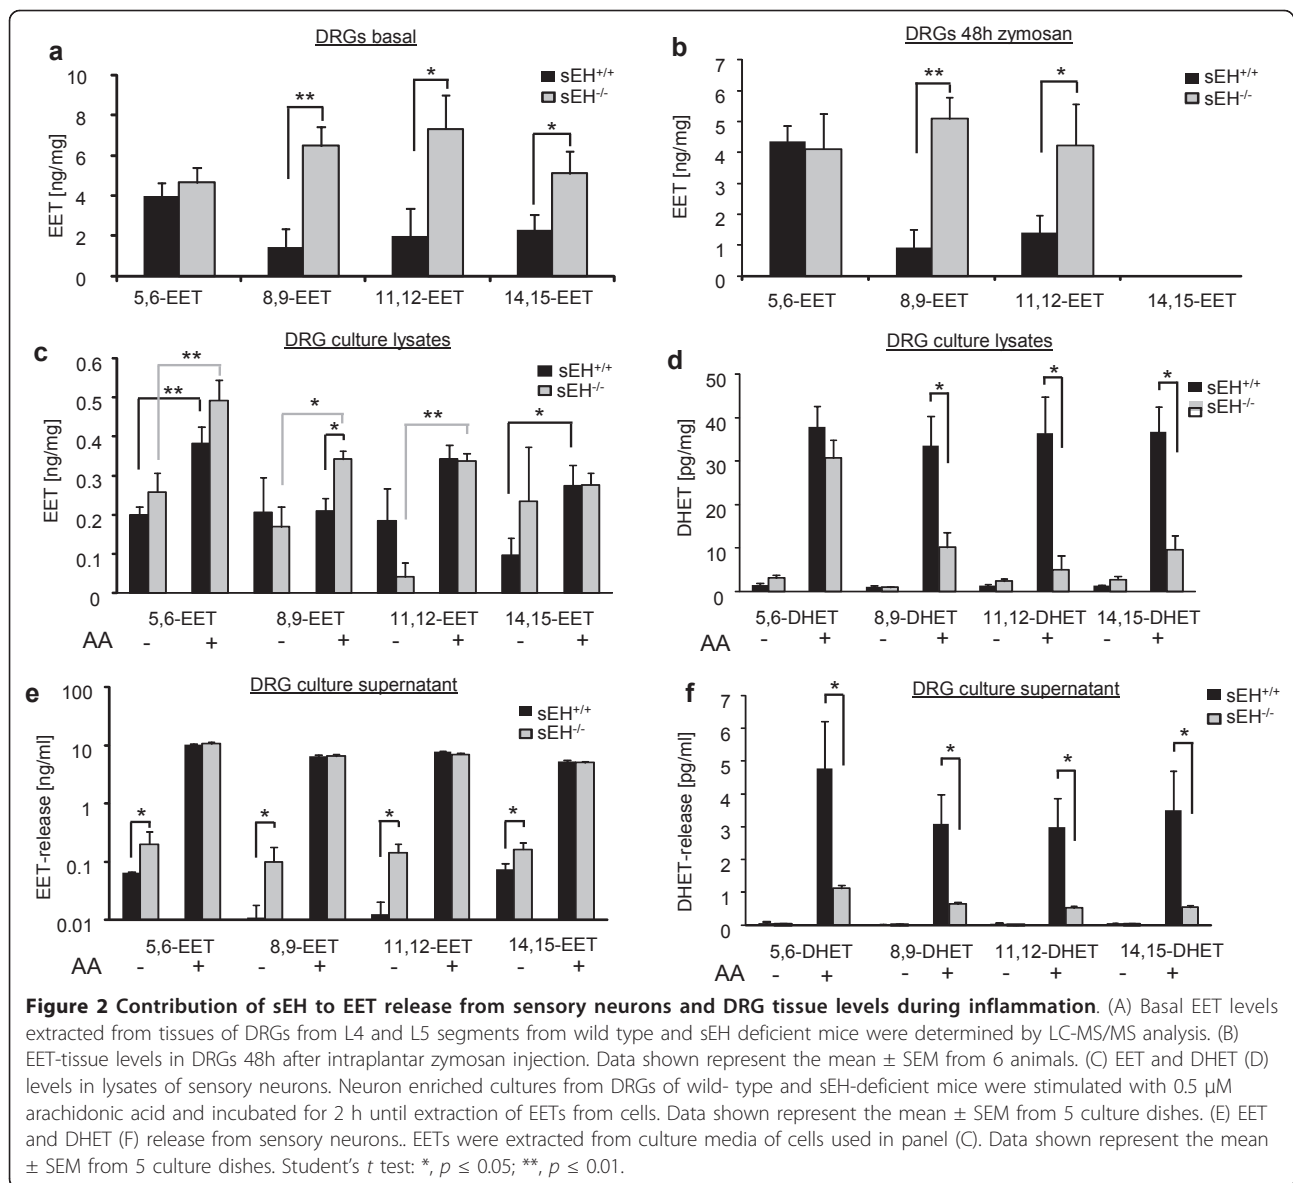 a
DRGs basal
sEH+/+
sEH-/-
EET [ng/mg]
10
8
6
4
2
0
**
*
*
5,6-EET 8,9-EET 11,12-EET 14,15-EET
b
DRGs 48h zymosan
sEH+/+
sEH-/-
EET [ng/mg]
7
6
5
4
3
2
1
0
**
*
5,6-EET 8,9-EET 11,12-EET 14,15-EET
c
DRG culture lysates
sEH+/+
sEH-/-
EET [ng/mg]
0.6
0.5
0.4
0.3
0.2
0.1
0
**
**
*
*
**
*
5,6-EET 8,9-EET 11,12-EET 14,15-EET
AA - + - + - + - +
d
DRG culture lysates
sEH+/+
sEH-/-
DHET [pg/mg]
50
40
30
20
10
0
*
*
*
5,6-DHET 8,9-DHET 11,12-DHET 14,15-DHET
AA - + - + - + - +
e
DRG culture supernatant
sEH+/+
sEH-/-
EET-release [ng/ml]
100
10
1
0.1
0.01
*
*
*
*
5,6-EET 8,9-EET 11,12-EET 14,15-EET
AA - + - + - + - +
f
DRG culture supernatant
sEH+/+
sEH-/-
DHET-release [pg/ml]
7
6
5
4
3
2
1
0
*
*
*
*
5,6-DHET 8,9-DHET 11,12-DHET 14,15-DHET
AA - + - + - + - +
Figure 2 Contribution of sEH to EET release from sensory neurons and DRG tissue levels during inflammation. (A) Basal EET levels
extracted from tissues of DRGs from L4 and L5 segments from wild type and sEH deficient mice were determined by LC-MS/MS analysis. (B)
EET-tissue levels in DRGs 48h after intraplantar zymosan injection. Data shown represent the mean ± SEM from 6 animals. (C) EET and DHET (D)
levels in lysates of sensory neurons. Neuron enriched cultures from DRGs of wild- type and sEH-deficient mice were stimulated with 0.5 μM
arachidonic acid and incubated for 2 h until extraction of EETs from cells. Data shown represent the mean ± SEM from 5 culture dishes. (E) EET
and DHET (F) release from sensory neurons.. EETs were extracted from culture media of cells used in panel (C). Data shown represent the mean
± SEM from 5 culture dishes. Student's t test: *, p ≤ 0.05; **, p ≤ 0.01.